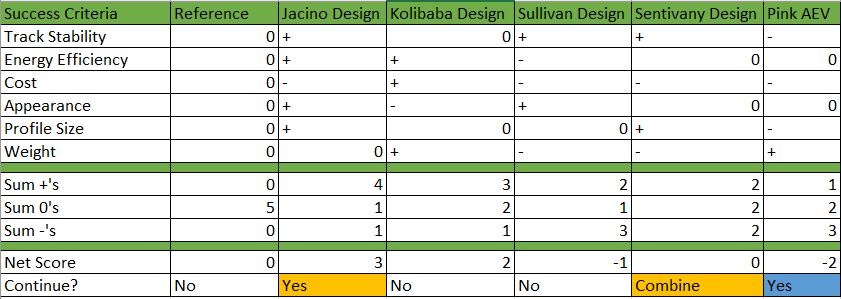 Success Criteria Reference Jacino Design Kolibaba Design Sullivan Design Sentivany Design Pink AEV
Track Stability 0 + 0 + + -
Energy Efficiency 0 + + - 0 0
Cost 0 - + - - -
Appearance 0 + - + 0 0
Profile Size 0 + 0 0 + -
Weight 0 0 + - - +
Sum +'s 0 4 3 2 2 1
Sum 0's 5 1 2 1 2 2
Sum -'s 0 1 1 3 2 3
Net Score 0 3 2 -1 0 -2
Continue? No Yes No No Combine Yes